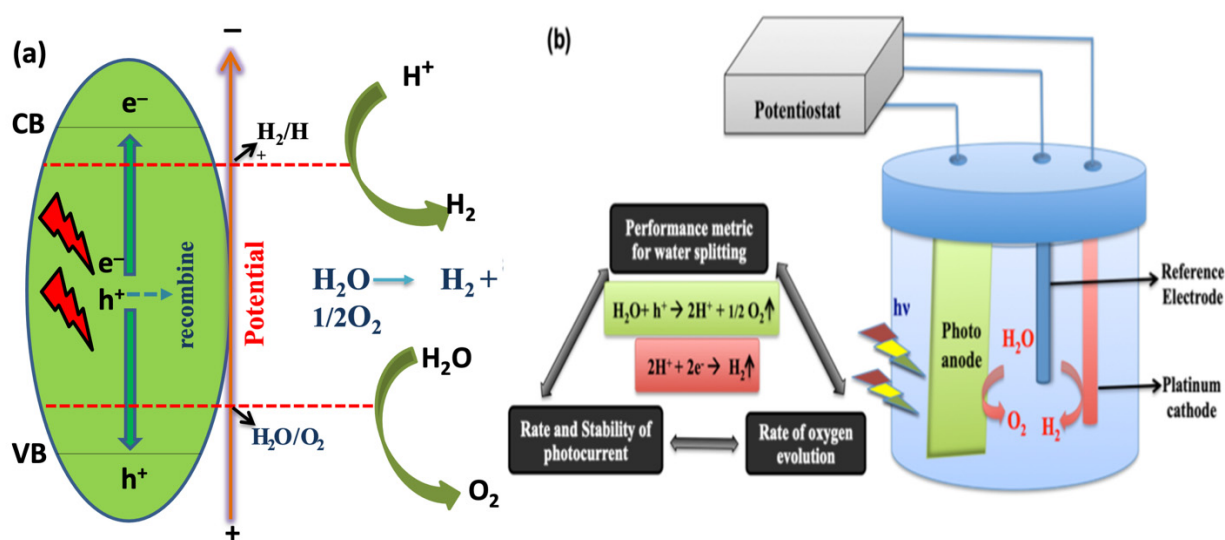 (a)
−
e⁻
CB
H₂/H
+
H⁺
H₂
e⁻
h⁺
recombine
Potential
H₂O → H₂ +
1/2O₂
H₂O
H₂O/O₂
VB
h⁺
O₂
+
(b)
Potentiostat
Performance metric
for water splitting
H₂O+ h⁺→ 2H⁺ + 1/2 O₂↑
2H⁺ + 2e⁻→ H₂↑
Rate and Stability of
photocurrent
Rate of oxygen
evolution
hν
Photo
anode
H₂O
O₂
H₂
Reference
Electrode
Platinum
cathode